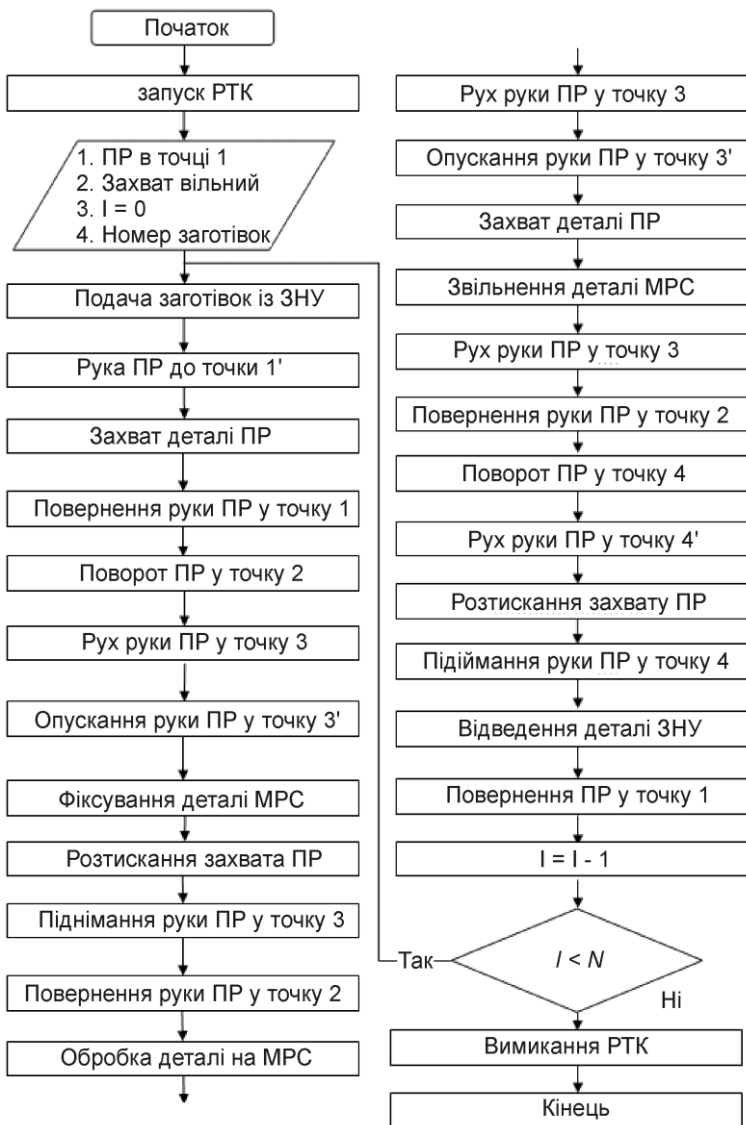 Початок
запуск РТК
1. ПР в точці 1
2. Захват вільний
3. I = 0
4. Номер заготівок
Подача заготівок із ЗНУ
Рука ПР до точки 1'
Захват деталі ПР
Повернення руки ПР у точку 1
Поворот ПР у точку 2
Рух руки ПР у точку 3
Опускання руки ПР у точку 3'
Фіксування деталі МРС
Розтискання захвата ПР
Піднімання руки ПР у точку 3
Повернення руки ПР у точку 2
Обробка деталі на МРС
Рух руки ПР у точку 3
Опускання руки ПР у точку 3'
Захват деталі ПР
Звільнення деталі МРС
Рух руки ПР у точку 3
Повернення руки ПР у точку 2
Поворот ПР у точку 4
Рух руки ПР у точку 4'
Розтискання захвату ПР
Підіймання руки ПР у точку 4
Відведення деталі ЗНУ
Повернення ПР у точку 1
I = I - 1
I < N
Так
Ні
Вимикання РТК
Кінець